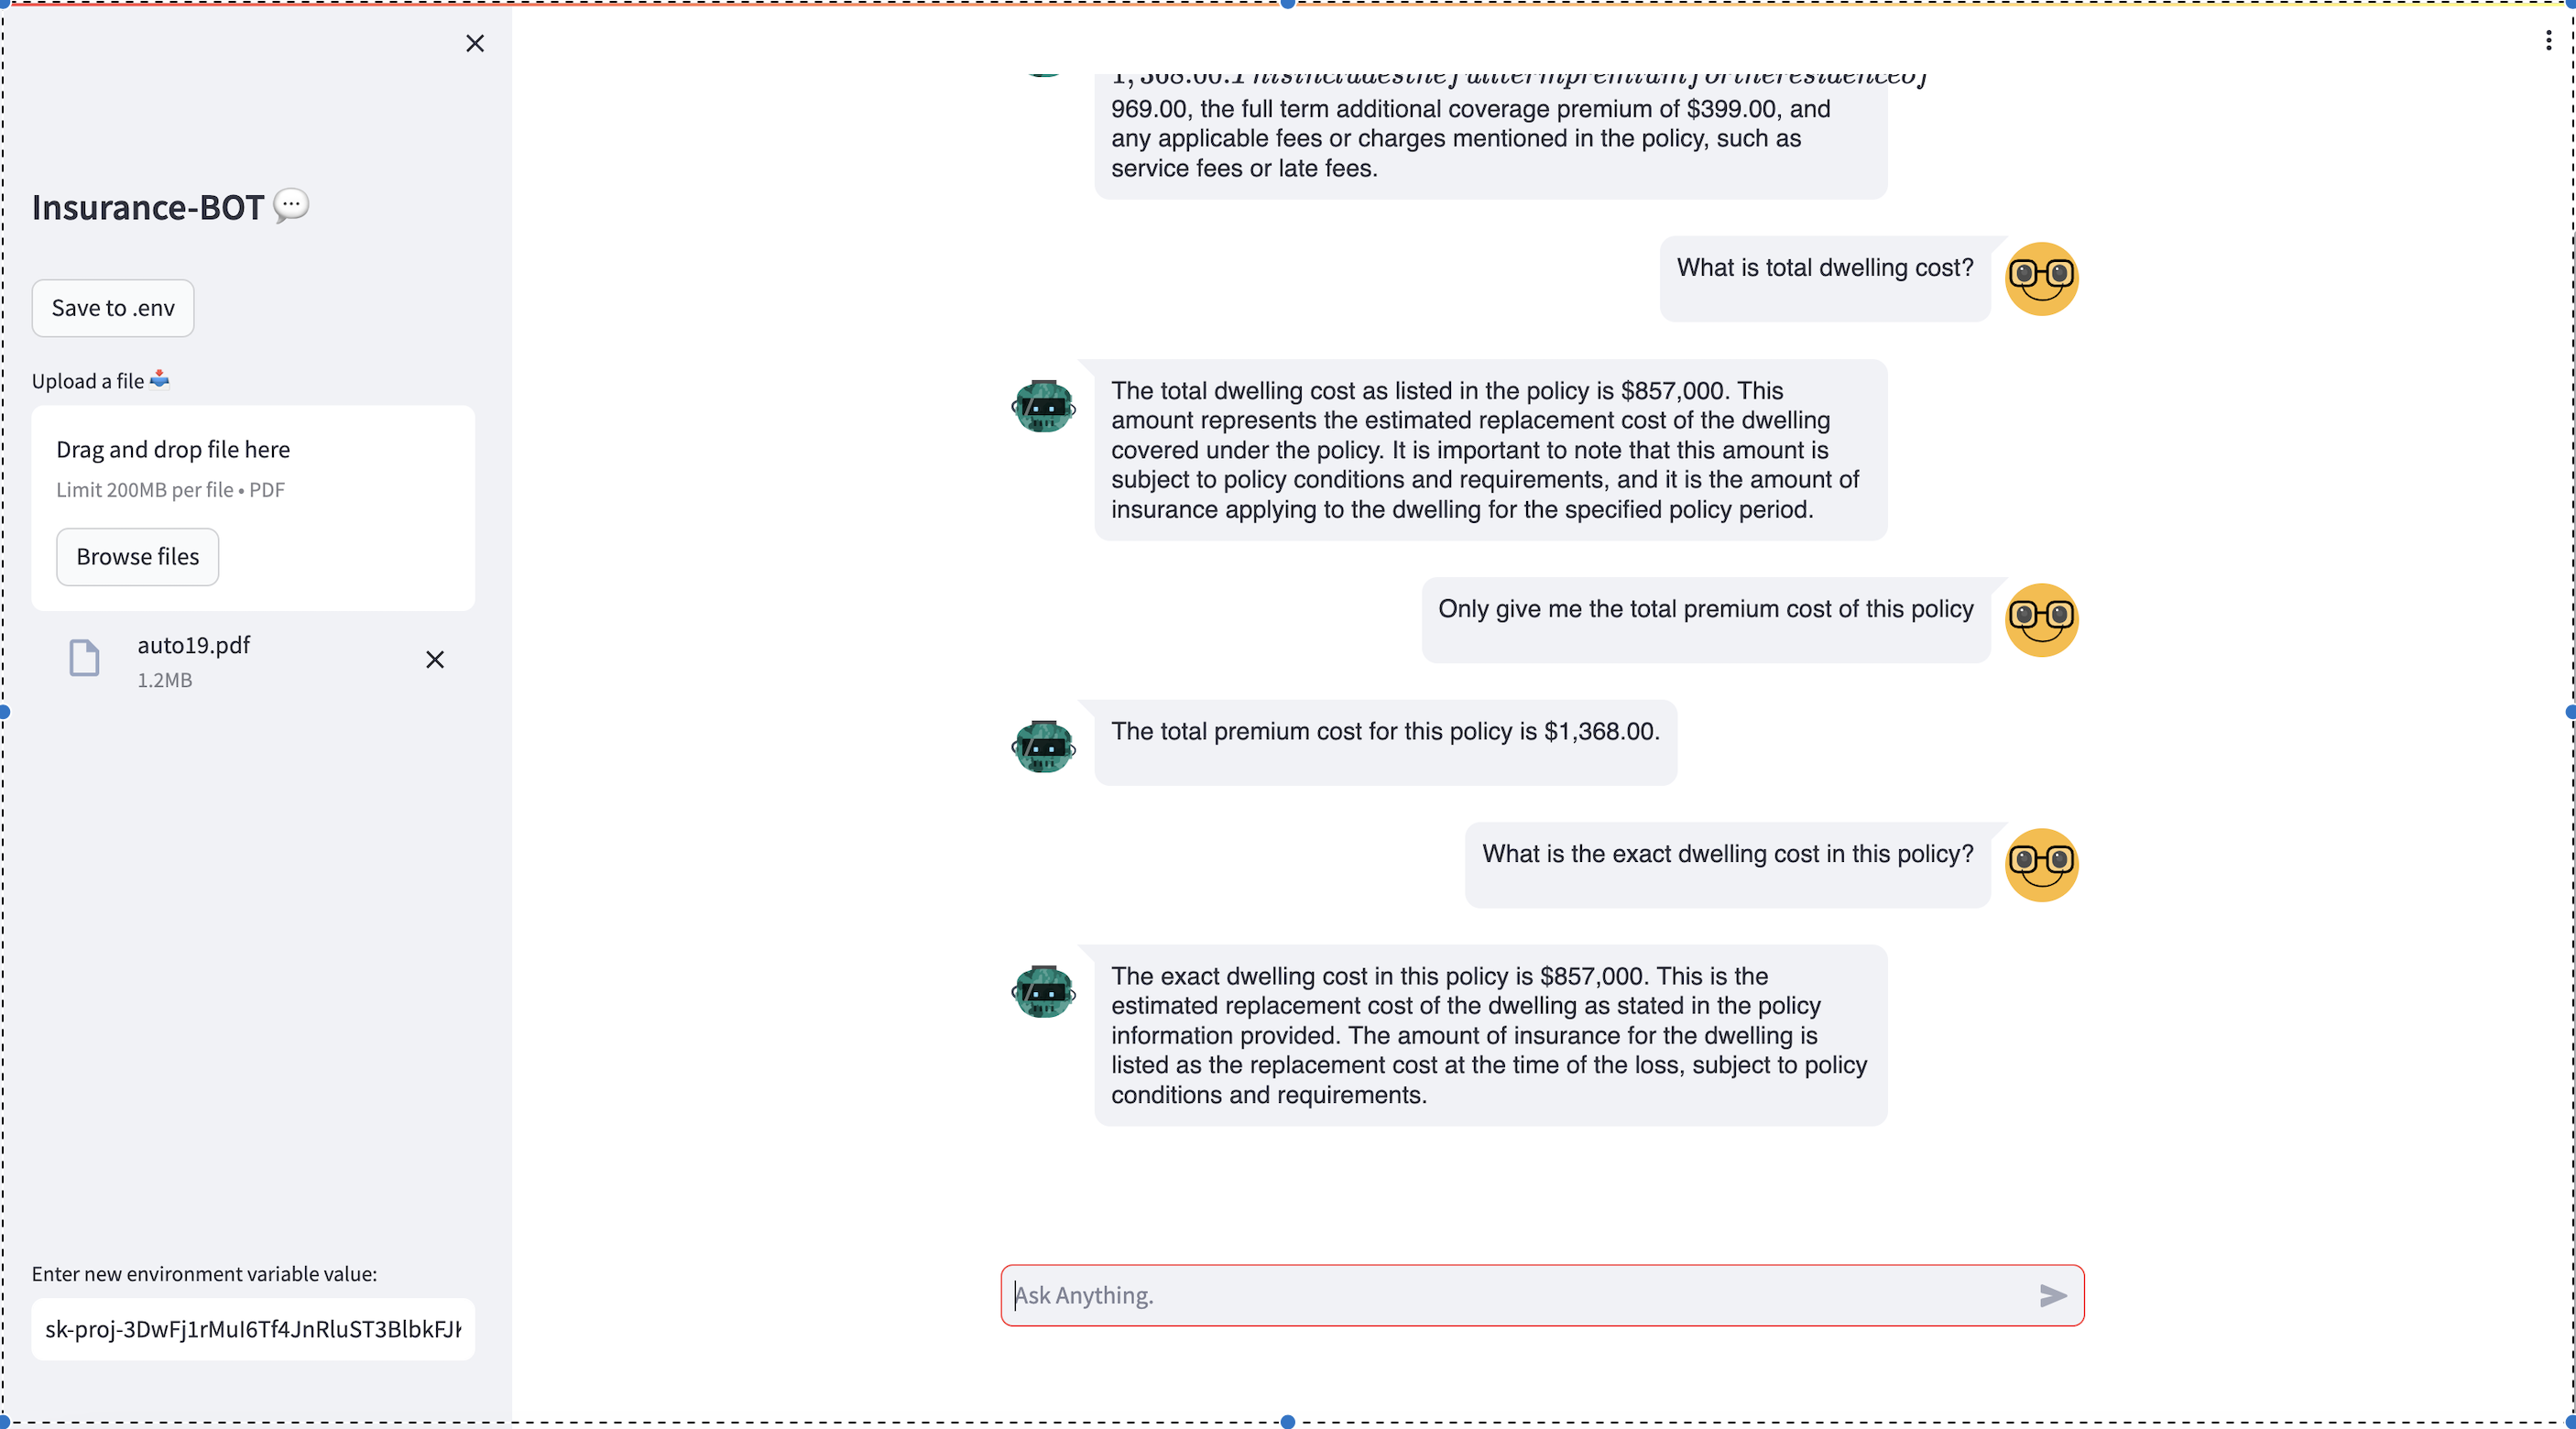 Insurance-BOT
Save to .env
Upload a file
Drag and drop file here
Limit 200MB per file • PDF
Browse files
auto19.pdf
1.2MB
Enter new environment variable value:
sk-proj-3DwFj1rMuI6Tf4JnRluST3BlbkFJ
1,368.00.Thisincludesthefulltermpremiumfortheresidenceof
969.00, the full term additional coverage premium of $399.00, and
any applicable fees or charges mentioned in the policy, such as
service fees or late fees.
What is total dwelling cost?
The total dwelling cost as listed in the policy is $857,000. This
amount represents the estimated replacement cost of the dwelling
covered under the policy. It is important to note that this amount is
subject to policy conditions and requirements, and it is the amount of
insurance applying to the dwelling for the specified policy period.
Only give me the total premium cost of this policy
The total premium cost for this policy is $1,368.00.
What is the exact dwelling cost in this policy?
The exact dwelling cost in this policy is $857,000. This is the
estimated replacement cost of the dwelling as stated in the policy
information provided. The amount of insurance for the dwelling is
listed as the replacement cost at the time of the loss, subject to policy
conditions and requirements.
Ask Anything.